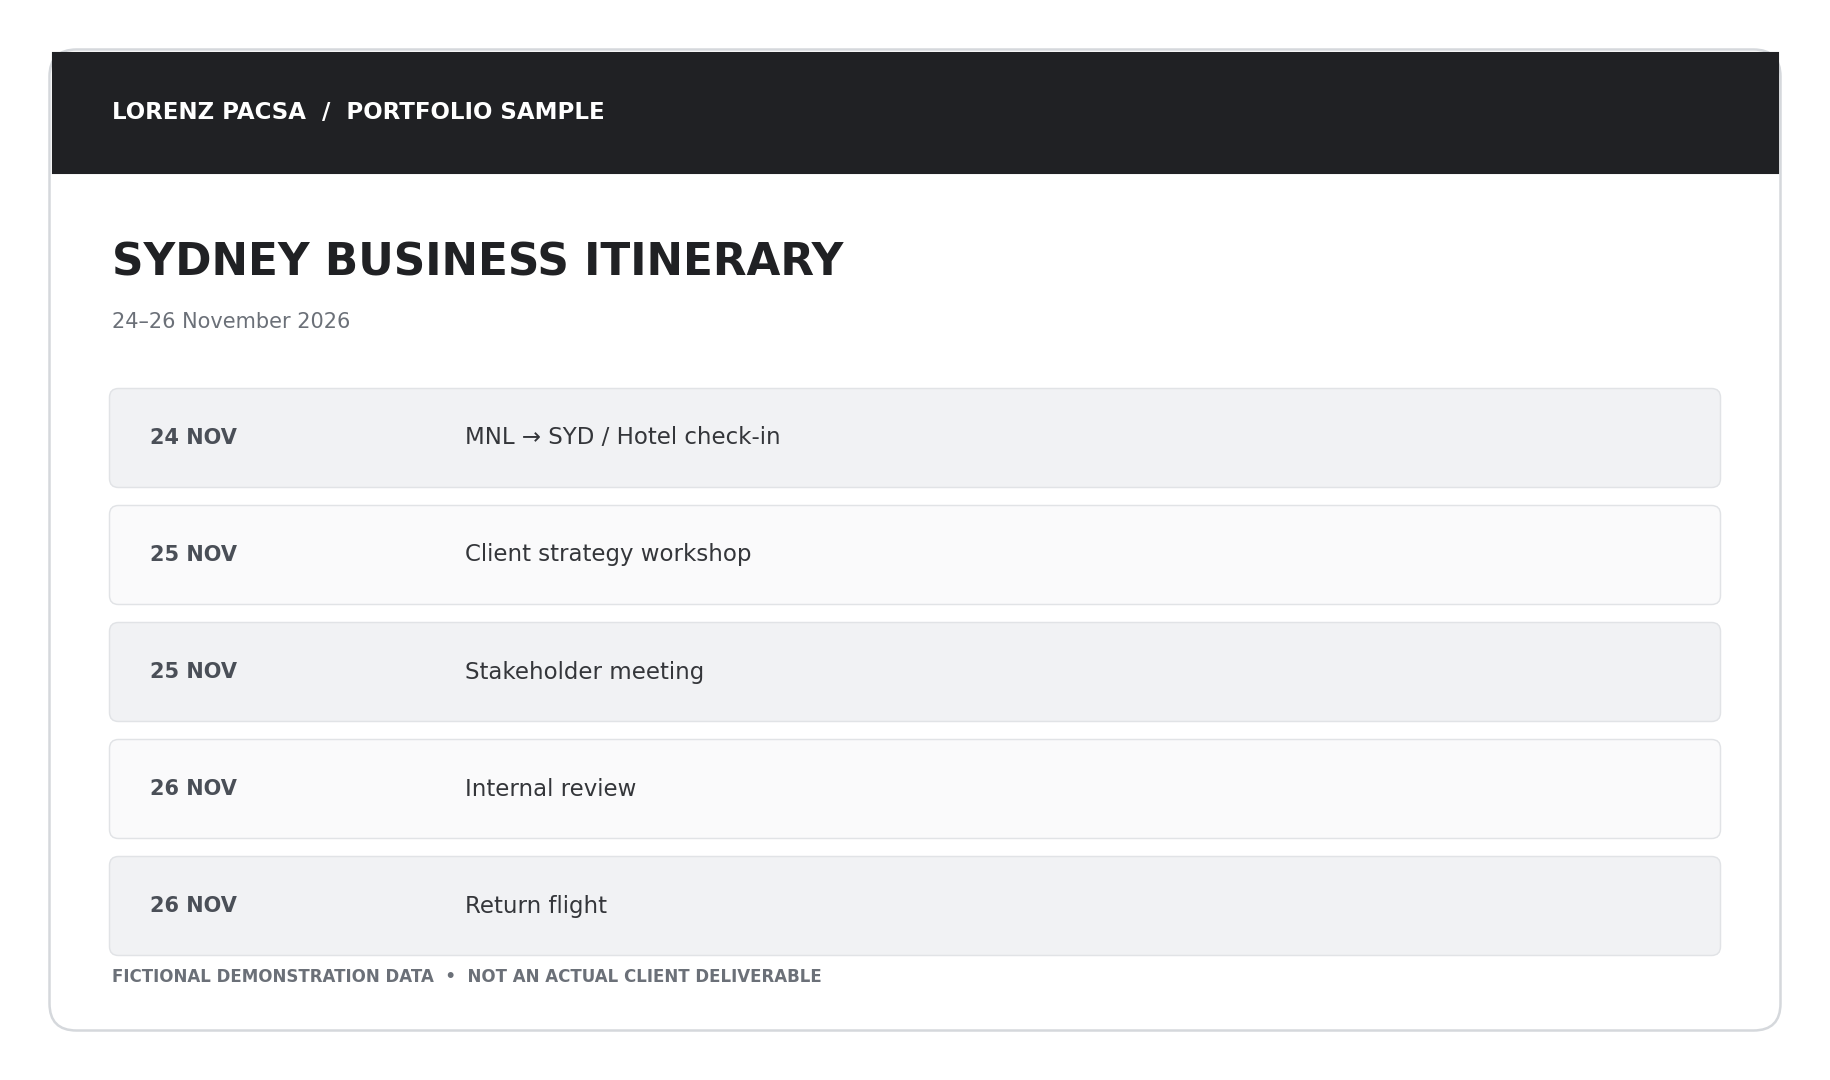 LORENZ PACSA / PORTFOLIO SAMPLE
SYDNEY BUSINESS ITINERARY
24–26 November 2026
24 NOV MNL → SYD / Hotel check-in
25 NOV Client strategy workshop
25 NOV Stakeholder meeting
26 NOV Internal review
26 NOV Return flight
FICTIONAL DEMONSTRATION DATA • NOT AN ACTUAL CLIENT DELIVERABLE